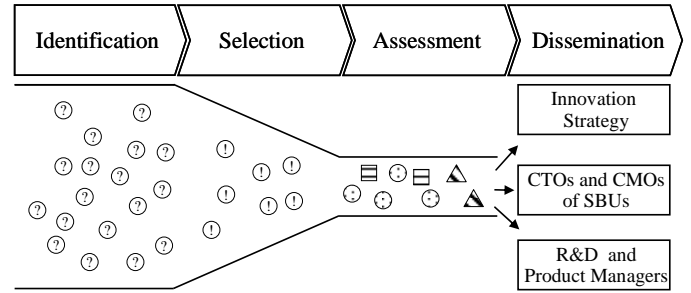 Identification
Selection
Assessment
Dissemination
? ? ? ? ? ? ? ? ? ? ? ? ? ? ? ? ? ?
! ! ! ! ! ! !
Innovation
Strategy
CTOs and CMOs
of SBUs
R&D and
Product Managers